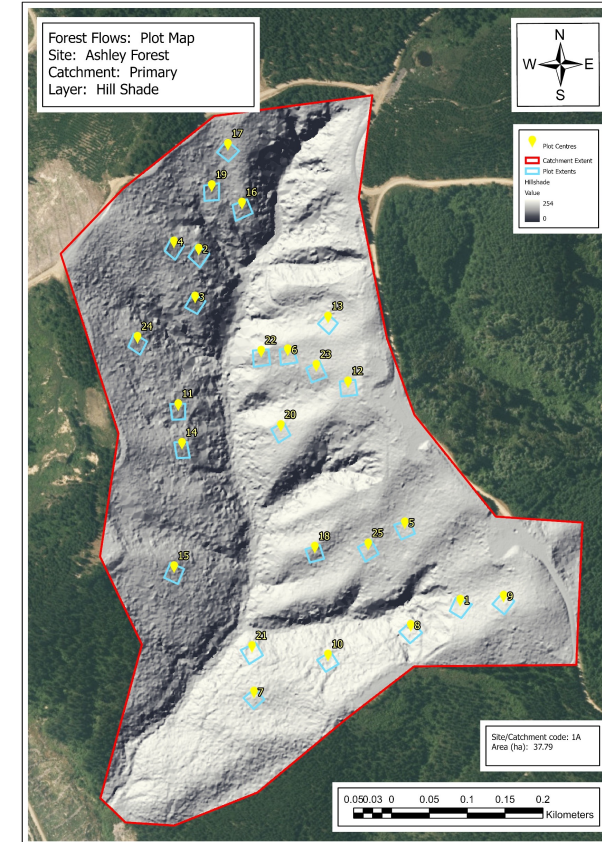 Forest Flows: Plot Map
Site: Ashley Forest
Catchment: Primary
Layer: Hill Shade
N
W E
S
Plot Centres
Catchment Extent
Plot Extents
Hillshade
Value
254
0
17
19
16
4 2
3
13
24
22 6
23
12
11
20
14
5
18 25
15
1 9
8
21
10
7
Site/Catchment code: 1A
Area (ha): 37.79
0.05 0.03 0 0.05 0.1 0.15 0.2
Kilometers